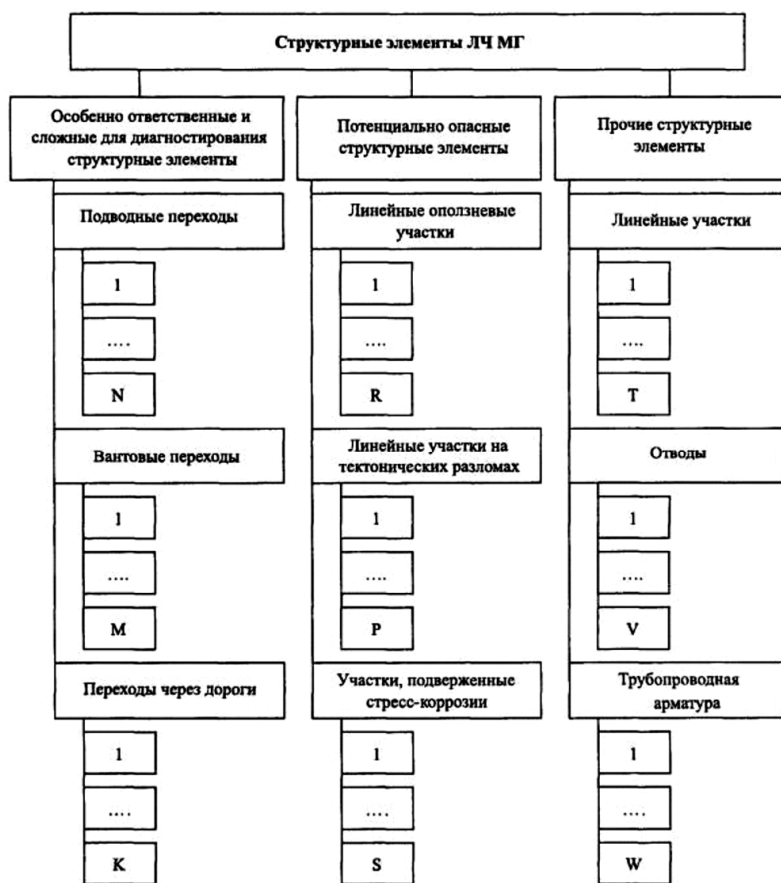 Структурные элементы ЛЧ МГ
Особенно ответственные и
сложные для диагностирования
структурные элементы
Подводные переходы
1
....
N
Вантовые переходы
1
....
M
Переходы через дороги
1
....
K
Потенциально опасные
структурные элементы
Линейные оползневые
участки
1
....
R
Линейные участки на
тектонических разломах
1
....
P
Участки, подверженные
стресс-коррозии
1
....
S
Прочие структурные
элементы
Линейные участки
1
....
T
Отводы
1
....
V
Трубопроводная
арматура
1
....
W